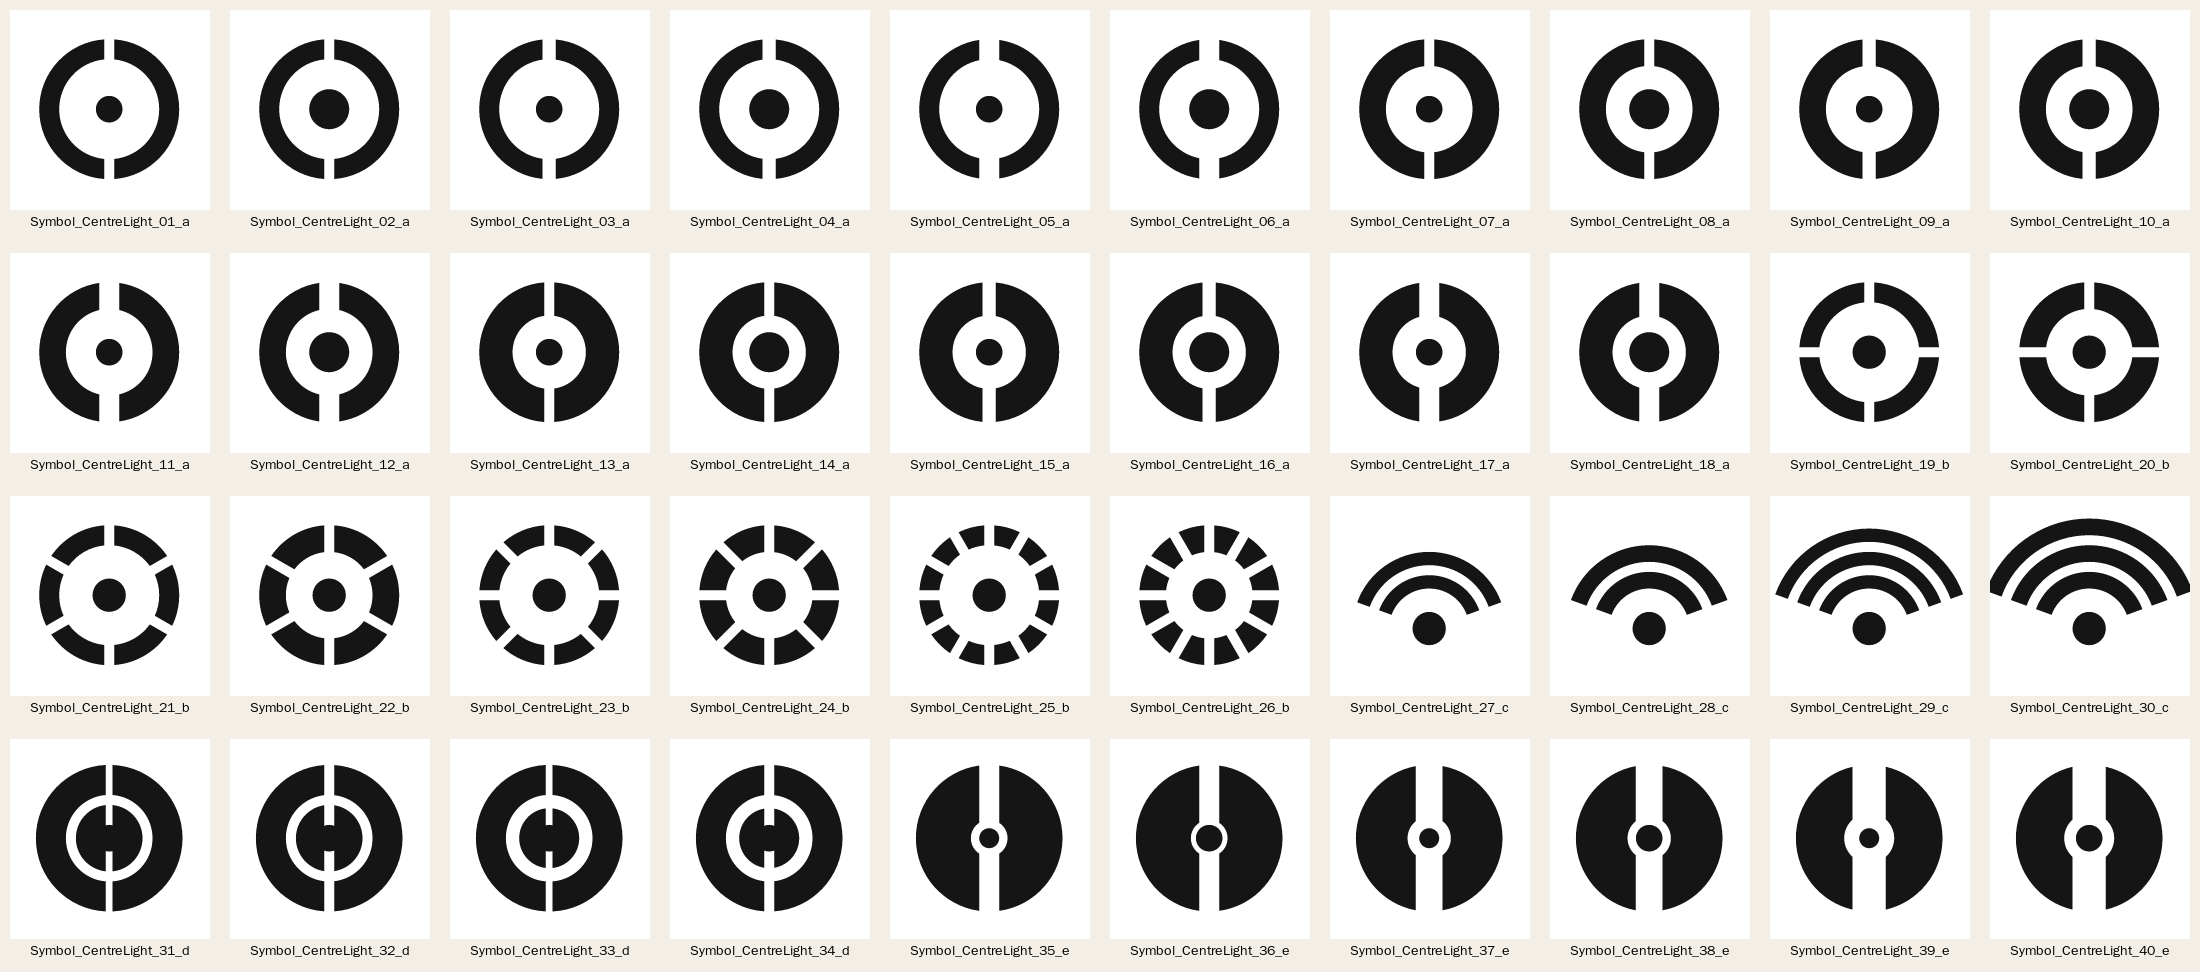 Symbol_CentreLight_01_a
Symbol_CentreLight_02_a
Symbol_CentreLight_03_a
Symbol_CentreLight_04_a
Symbol_CentreLight_05_a
Symbol_CentreLight_06_a
Symbol_CentreLight_07_a
Symbol_CentreLight_08_a
Symbol_CentreLight_09_a
Symbol_CentreLight_10_a
Symbol_CentreLight_11_a
Symbol_CentreLight_12_a
Symbol_CentreLight_13_a
Symbol_CentreLight_14_a
Symbol_CentreLight_15_a
Symbol_CentreLight_16_a
Symbol_CentreLight_17_a
Symbol_CentreLight_18_a
Symbol_CentreLight_19_b
Symbol_CentreLight_20_b
Symbol_CentreLight_21_b
Symbol_CentreLight_22_b
Symbol_CentreLight_23_b
Symbol_CentreLight_24_b
Symbol_CentreLight_25_b
Symbol_CentreLight_26_b
Symbol_CentreLight_27_c
Symbol_CentreLight_28_c
Symbol_CentreLight_29_c
Symbol_CentreLight_30_c
Symbol_CentreLight_31_d
Symbol_CentreLight_32_d
Symbol_CentreLight_33_d
Symbol_CentreLight_34_d
Symbol_CentreLight_35_e
Symbol_CentreLight_36_e
Symbol_CentreLight_37_e
Symbol_CentreLight_38_e
Symbol_CentreLight_39_e
Symbol_CentreLight_40_e